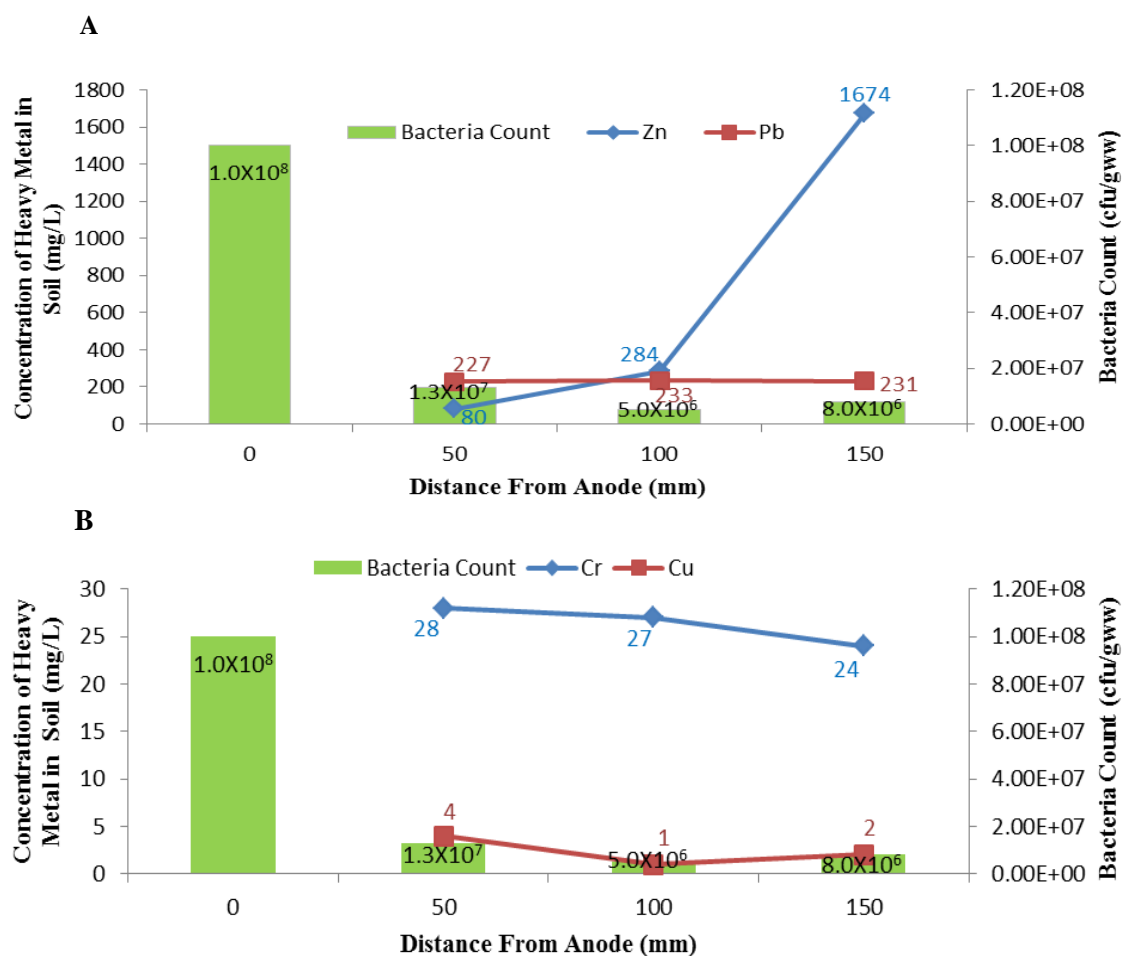 A
Concentration of Heavy Metal in
Soil (mg/L)
1800
1600
1400
1200
1000
800
600
400
200
0
Bacteria Count Zn Pb
1.0X10⁸
1.3X10⁷
5.0X10⁶
8.0X10⁶
80
284
1674
227
233
231
1.20E+08
1.00E+08
8.00E+07
6.00E+07
4.00E+07
2.00E+07
0.00E+00
Bacteria Count (cfu/gww)
0 50 100 150
Distance From Anode (mm)
B
Concentration of Heavy
Metal in Soil (mg/L)
Bacteria Count Cr Cu
30
25
20
15
10
5
0
1.0X10⁸
1.3X10⁷
5.0X10⁶
8.0X10⁶
28
27
24
4
1
2
1.20E+08
1.00E+08
8.00E+07
6.00E+07
4.00E+07
2.00E+07
0.00E+00
Bacteria Count (cfu/gww)
0 50 100 150
Distance From Anode (mm)